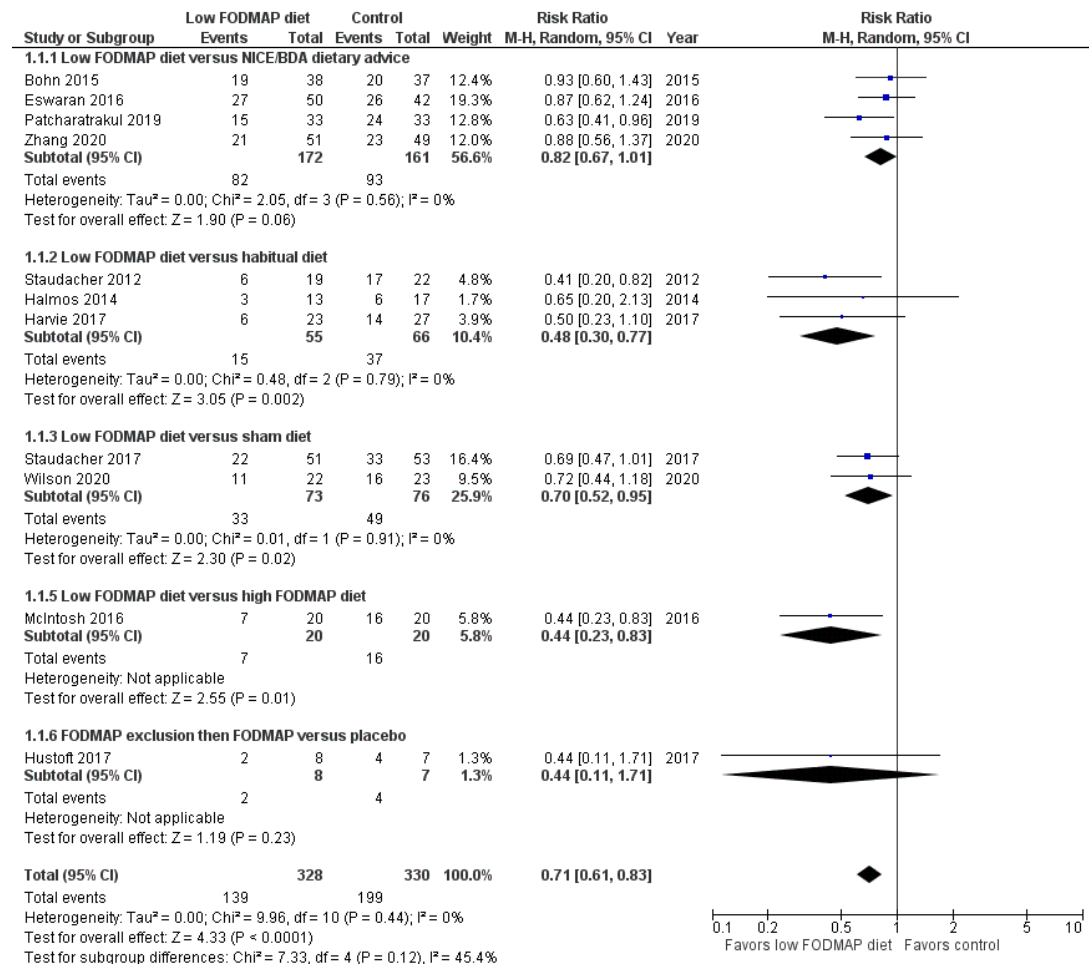 Low FODMAP diet Control Risk Ratio Risk Ratio
Study or Subgroup Events Total Events Total Weight M-H, Random, 95% CI Year M-H, Random, 95% CI
1.1.1 Low FODMAP diet versus NICE/BDA dietary advice
Bohn 2015 19 38 20 37 12.4% 0.93 [0.60, 1.43] 2015
Eswaran 2016 27 50 26 42 19.3% 0.87 [0.62, 1.24] 2016
Patcharatrakul 2019 15 33 24 33 12.8% 0.63 [0.41, 0.96] 2019
Zhang 2020 21 51 23 49 12.0% 0.88 [0.56, 1.37] 2020
Subtotal (95% CI) 172 161 56.6% 0.82 [0.67, 1.01]
Total events 82 93
Heterogeneity: Tau² = 0.00; Chi² = 2.05, df = 3 (P = 0.56); I² = 0%
Test for overall effect: Z = 1.90 (P = 0.06)
1.1.2 Low FODMAP diet versus habitual diet
Staudacher 2012 6 19 17 22 4.8% 0.41 [0.20, 0.82] 2012
Halmos 2014 3 13 6 17 1.7% 0.65 [0.20, 2.13] 2014
Harvie 2017 6 23 14 27 3.9% 0.50 [0.23, 1.10] 2017
Subtotal (95% CI) 55 66 10.4% 0.48 [0.30, 0.77]
Total events 15 37
Heterogeneity: Tau² = 0.00; Chi² = 0.48, df = 2 (P = 0.79); I² = 0%
Test for overall effect: Z = 3.05 (P = 0.002)
1.1.3 Low FODMAP diet versus sham diet
Staudacher 2017 22 51 33 53 16.4% 0.69 [0.47, 1.01] 2017
Wilson 2020 11 22 16 23 9.5% 0.72 [0.44, 1.18] 2020
Subtotal (95% CI) 73 76 25.9% 0.70 [0.52, 0.95]
Total events 33 49
Heterogeneity: Tau² = 0.00; Chi² = 0.01, df = 1 (P = 0.91); I² = 0%
Test for overall effect: Z = 2.30 (P = 0.02)
1.1.5 Low FODMAP diet versus high FODMAP diet
McIntosh 2016 7 20 16 20 5.8% 0.44 [0.23, 0.83] 2016
Subtotal (95% CI) 20 20 5.8% 0.44 [0.23, 0.83]
Total events 7 16
Heterogeneity: Not applicable
Test for overall effect: Z = 2.55 (P = 0.01)
1.1.6 FODMAP exclusion then FODMAP versus placebo
Hustoft 2017 2 8 4 7 1.3% 0.44 [0.11, 1.71] 2017
Subtotal (95% CI) 8 7 1.3% 0.44 [0.11, 1.71]
Total events 2 4
Heterogeneity: Not applicable
Test for overall effect: Z = 1.19 (P = 0.23)
Total (95% CI) 328 330 100.0% 0.71 [0.61, 0.83]
Total events 139 199
Heterogeneity: Tau² = 0.00; Chi² = 9.96, df = 10 (P = 0.44); I² = 0%
Test for overall effect: Z = 4.33 (P < 0.0001)
Test for subgroup differences: Chi² = 7.33, df = 4 (P = 0.12), I² = 45.4%
0.1 0.2 0.5 1 2 5 10
Favors low FODMAP diet Favors control